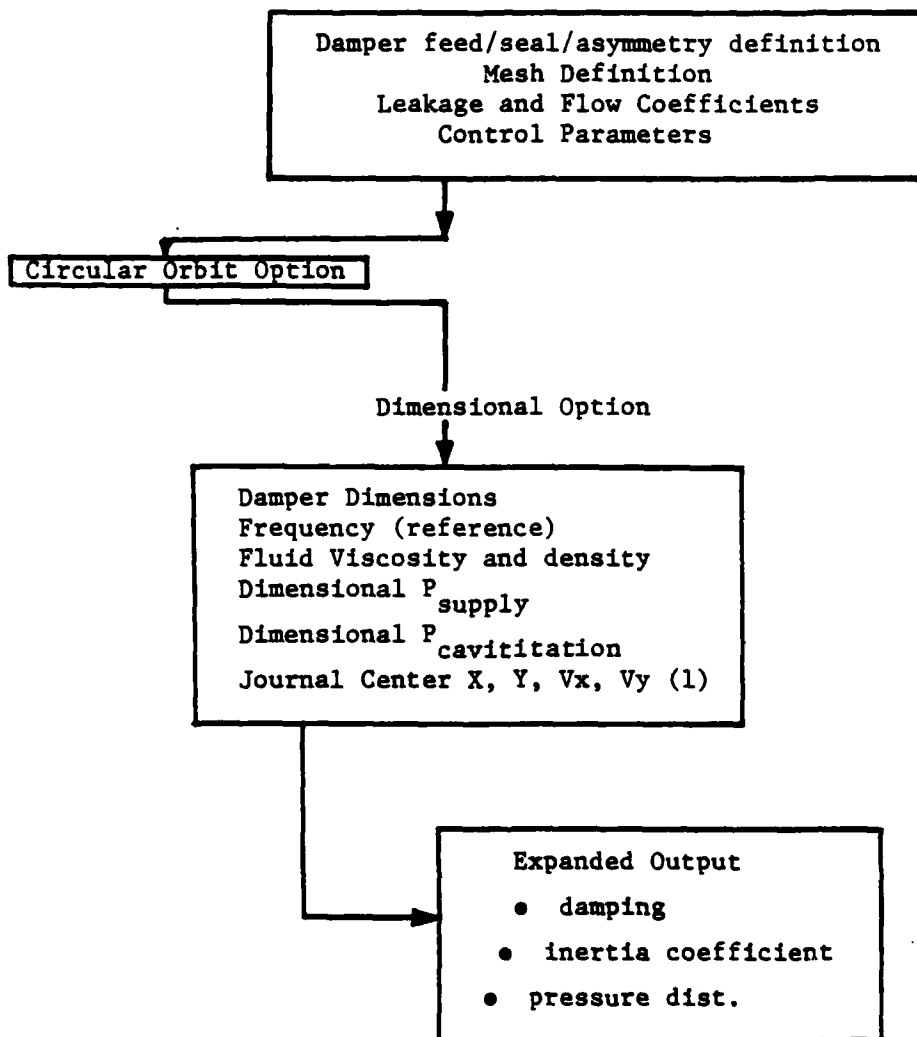 Damper feed/seal/asymmetry definition
Mesh Definition
Leakage and Flow Coefficients
Control Parameters
Circular Orbit Option
Dimensional Option
Damper Dimensions
Frequency (reference)
Fluid Viscosity and density
Dimensional P supply
Dimensional P cavititation
Journal Center X, Y, Vx, Vy (1)
Expanded Output
● damping
● inertia coefficient
● pressure dist.